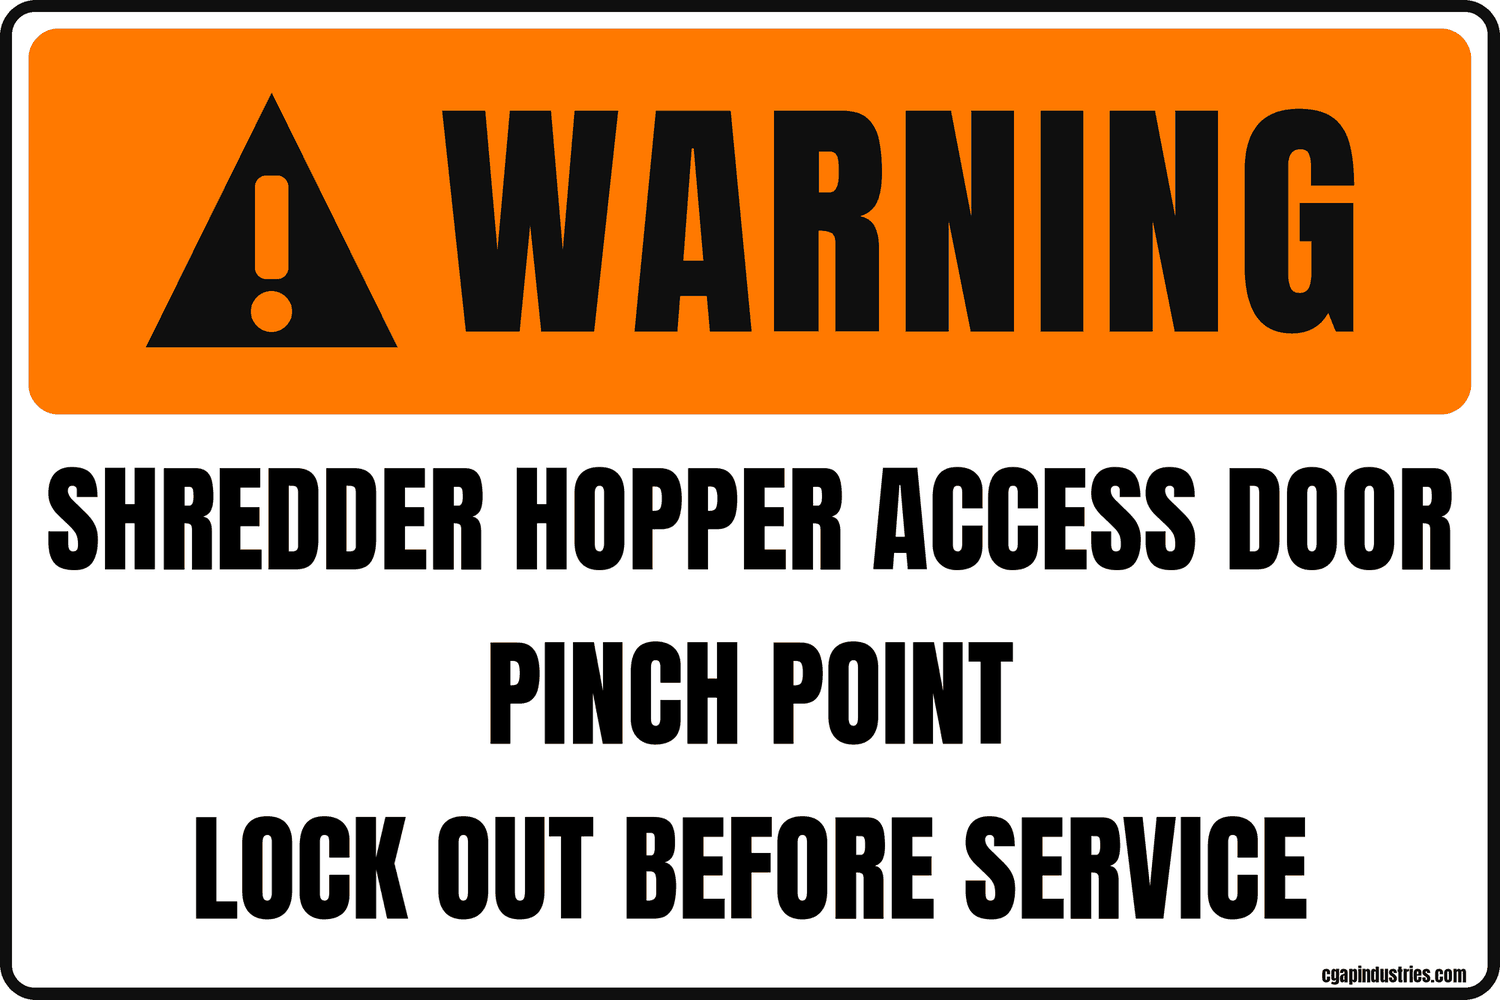 WARNING
SHREDDER HOPPER ACCESS DOOR
PINCH POINT
LOCK OUT BEFORE SERVICE
cgapindustries.com